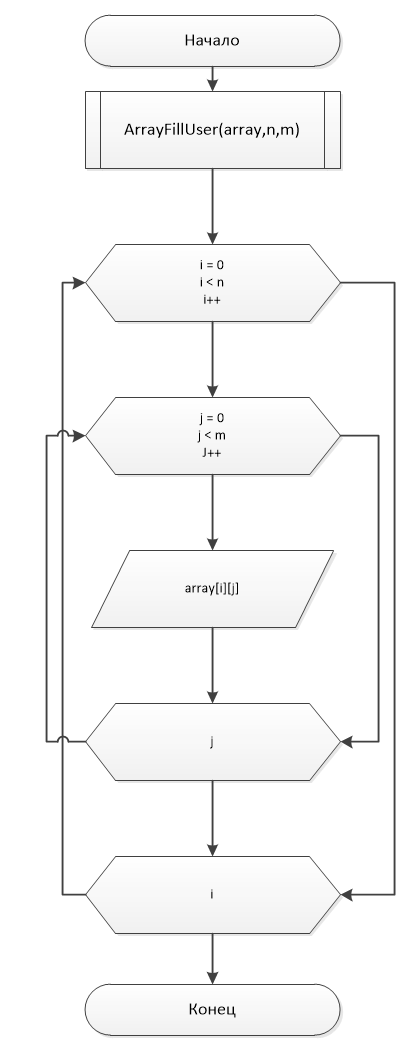 Начало
ArrayFillUser(array,n,m)
i = 0
i < n
i++
j = 0
j < m
J++
array[i][j]
j
i
Конец